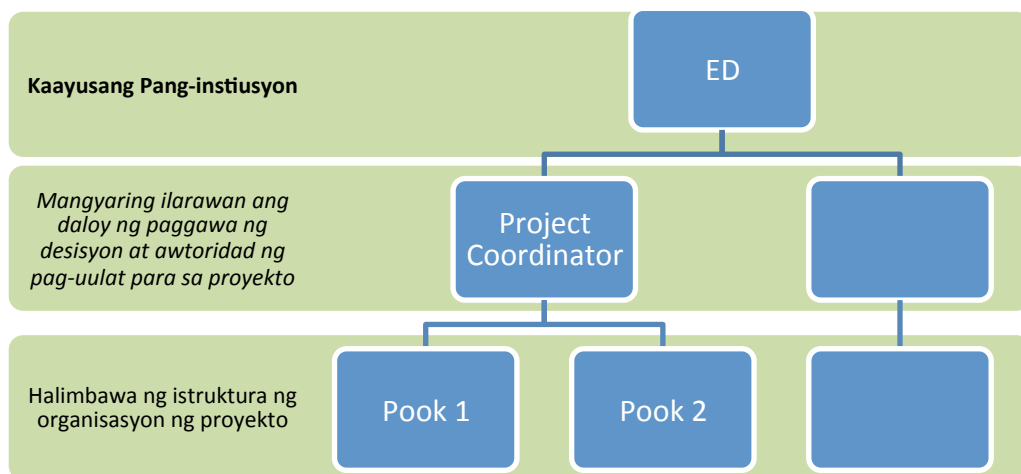 Kaayusang Pang-instiusyon
ED
Mangyaring ilarawan ang
daloy ng paggawa ng
desisyon at awtoridad ng
pag-uulat para sa proyekto
Project
Coordinator
Halimbawa ng istruktura ng
organisasyon ng proyekto
Pook 1
Pook 2